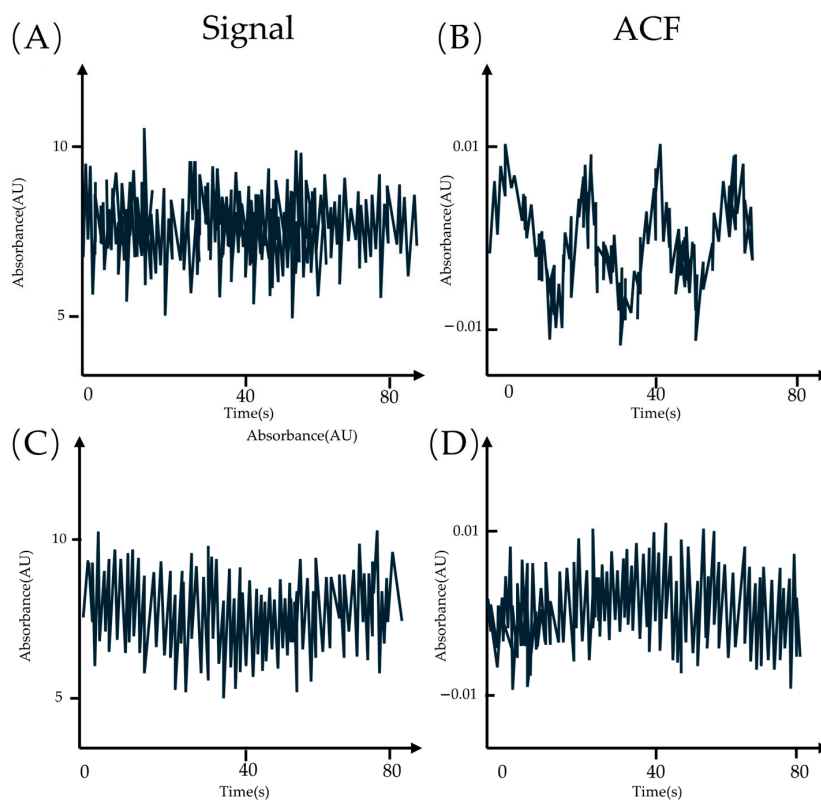 Signal
ACF
(A)
10
5
Absorbance(AU)
0
40
80
Time(s)
Absorbance(AU)
(B)
0.01
−0.01
Absorbance(AU)
0
40
80
Time(s)
(C)
10
5
Absorbance(AU)
0
40
80
Time(s)
(D)
0.01
−0.01
Absorbance(AU)
0
40
80
Time(s)